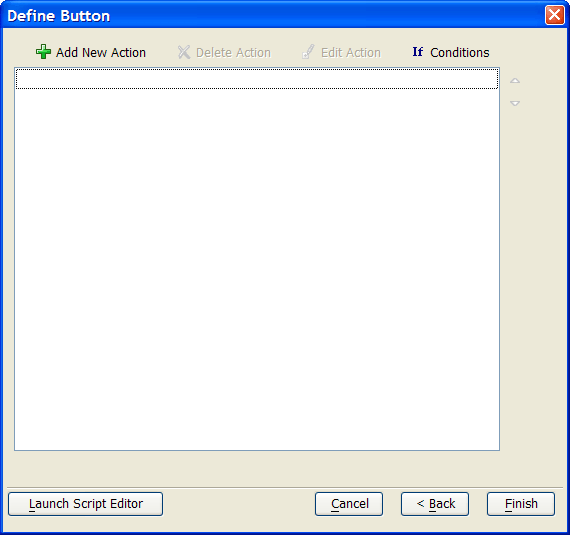 Define Button
Add New Action Delete Action Edit Action If Conditions
Launch Script Editor Cancel < Back Finish